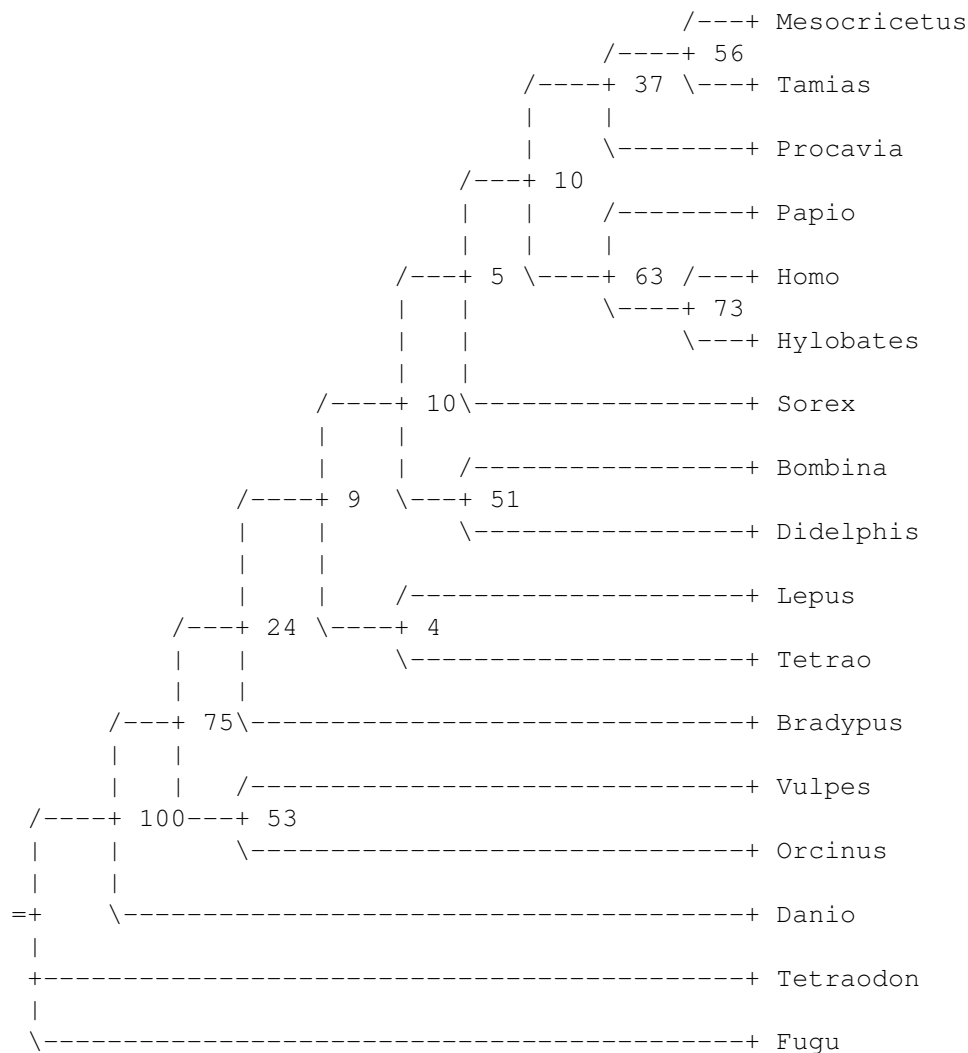 /---+ Mesocricetus
/----+ 56
/----+ 37 \---+ Tamias
| |
| \--------+ Procavia
/---+ 10
| | /--------+ Papio
| | |
/---+ 5 \----+ 63 /---+ Homo
| | \----+ 73
| | \---+ Hylobates
| |
/----+ 10\-----------------+ Sorex
| |
| | /-----------------+ Bombina
/----+ 9 \---+ 51
| | \-----------------+ Didelphis
| |
| | /---------------------+ Lepus
/---+ 24 \----+ 4
| | \---------------------+ Tetrao
| |
/---+ 75\------------------------------+ Bradypus
| |
| | /------------------------------+ Vulpes
/----+ 100---+ 53
| | \------------------------------+ Orcinus
| |
=+ \--------------------------------------+ Danio
|
+-------------------------------------------+ Tetraodon
|
\-------------------------------------------+ Fugu